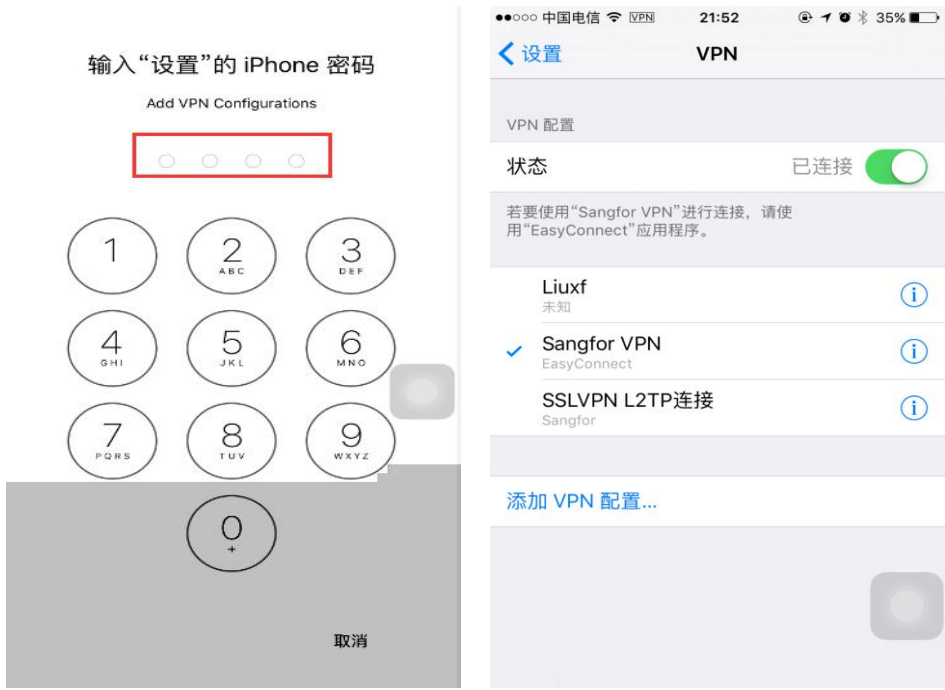 输入“设置”的 iPhone 密码
Add VPN Configurations
1
2
ABC
3
DEF
4
GHI
5
JKL
6
MNO
7
PQRS
8
TUV
9
WXYZ
0
+
取消
中国电信 VPN 21:52 35%
设置 VPN
VPN 配置
状态 已连接
若要使用“Sangfor VPN”进行连接，请使
用“EasyConnect”应用程序。
Liuxf
未知
Sangfor VPN
EasyConnect
SSLVPN L2TP连接
Sangfor
添加 VPN 配置...